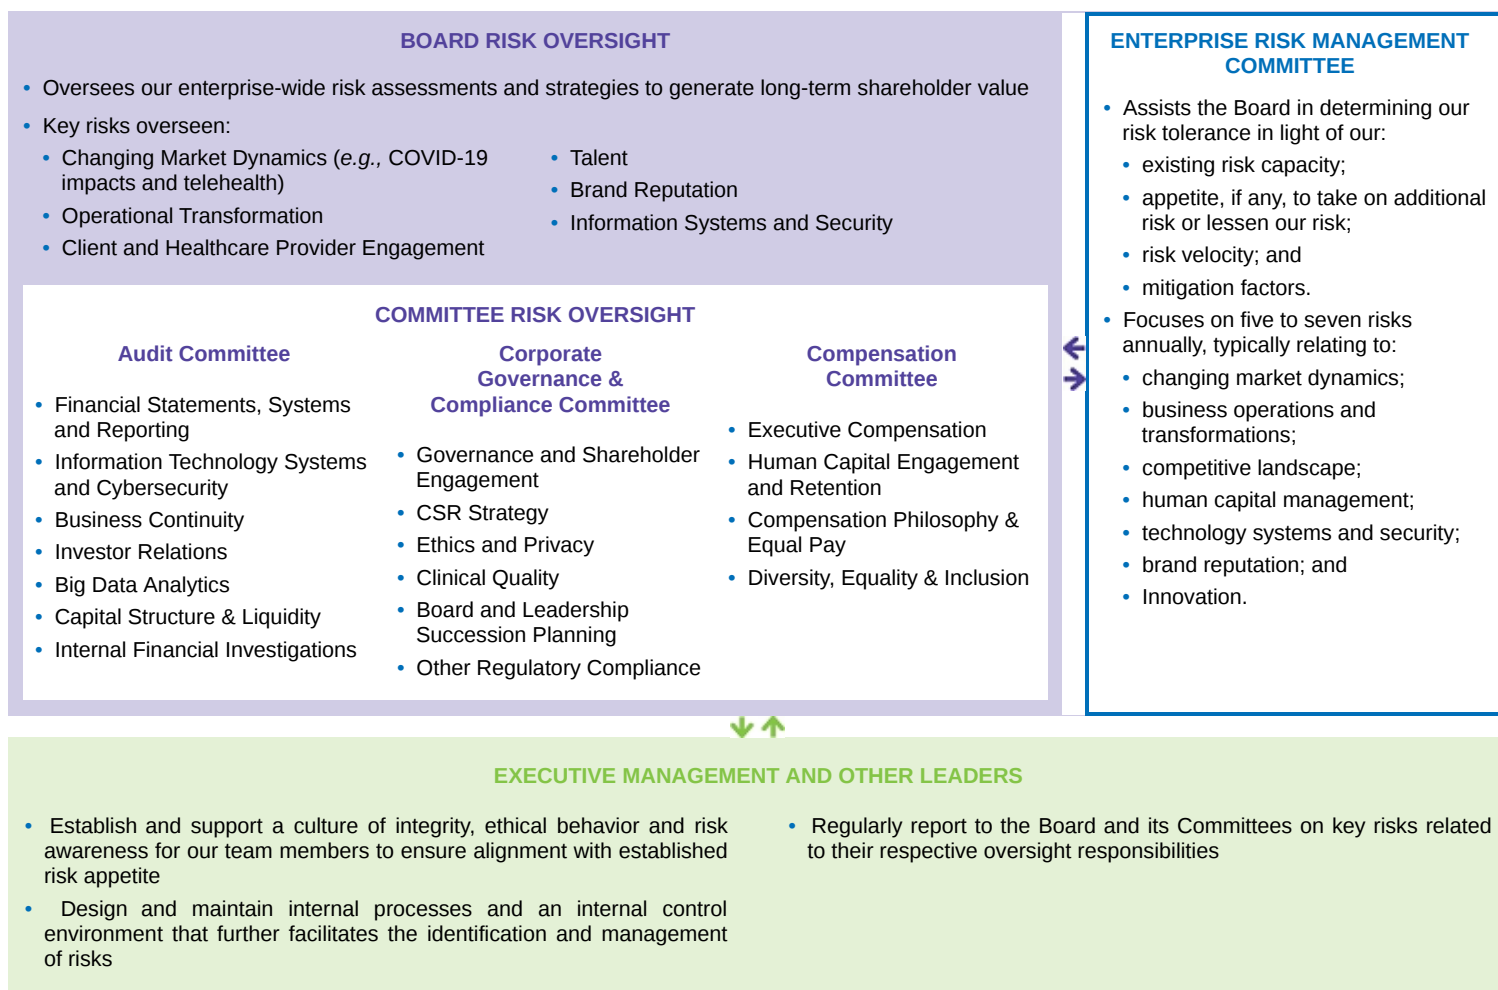 BOARD RISK OVERSIGHT
• Oversees our enterprise-wide risk assessments and strategies to generate long-term shareholder value
• Key risks overseen:
• Changing Market Dynamics (e.g., COVID-19
impacts and telehealth)
• Operational Transformation
• Client and Healthcare Provider Engagement
• Talent
• Brand Reputation
• Information Systems and Security
COMMITTEE RISK OVERSIGHT
Audit Committee
• Financial Statements, Systems
and Reporting
• Information Technology Systems
and Cybersecurity
• Business Continuity
• Investor Relations
• Big Data Analytics
• Capital Structure & Liquidity
• Internal Financial Investigations
Corporate
Governance &
Compliance Committee
• Governance and Shareholder
Engagement
• CSR Strategy
• Ethics and Privacy
• Clinical Quality
• Board and Leadership
Succession Planning
• Other Regulatory Compliance
Compensation
Committee
• Executive Compensation
• Human Capital Engagement
and Retention
• Compensation Philosophy &
Equal Pay
• Diversity, Equality & Inclusion
ENTERPRISE RISK MANAGEMENT
COMMITTEE
• Assists the Board in determining our
risk tolerance in light of our:
• existing risk capacity;
• appetite, if any, to take on additional
risk or lessen our risk;
• risk velocity; and
• mitigation factors.
• Focuses on five to seven risks
annually, typically relating to:
• changing market dynamics;
• business operations and
transformations;
• competitive landscape;
• human capital management;
• technology systems and security;
• brand reputation; and
• Innovation.
EXECUTIVE MANAGEMENT AND OTHER LEADERS
• Establish and support a culture of integrity, ethical behavior and risk
awareness for our team members to ensure alignment with established
risk appetite
• Design and maintain internal processes and an internal control
environment that further facilitates the identification and management
of risks
• Regularly report to the Board and its Committees on key risks related
to their respective oversight responsibilities